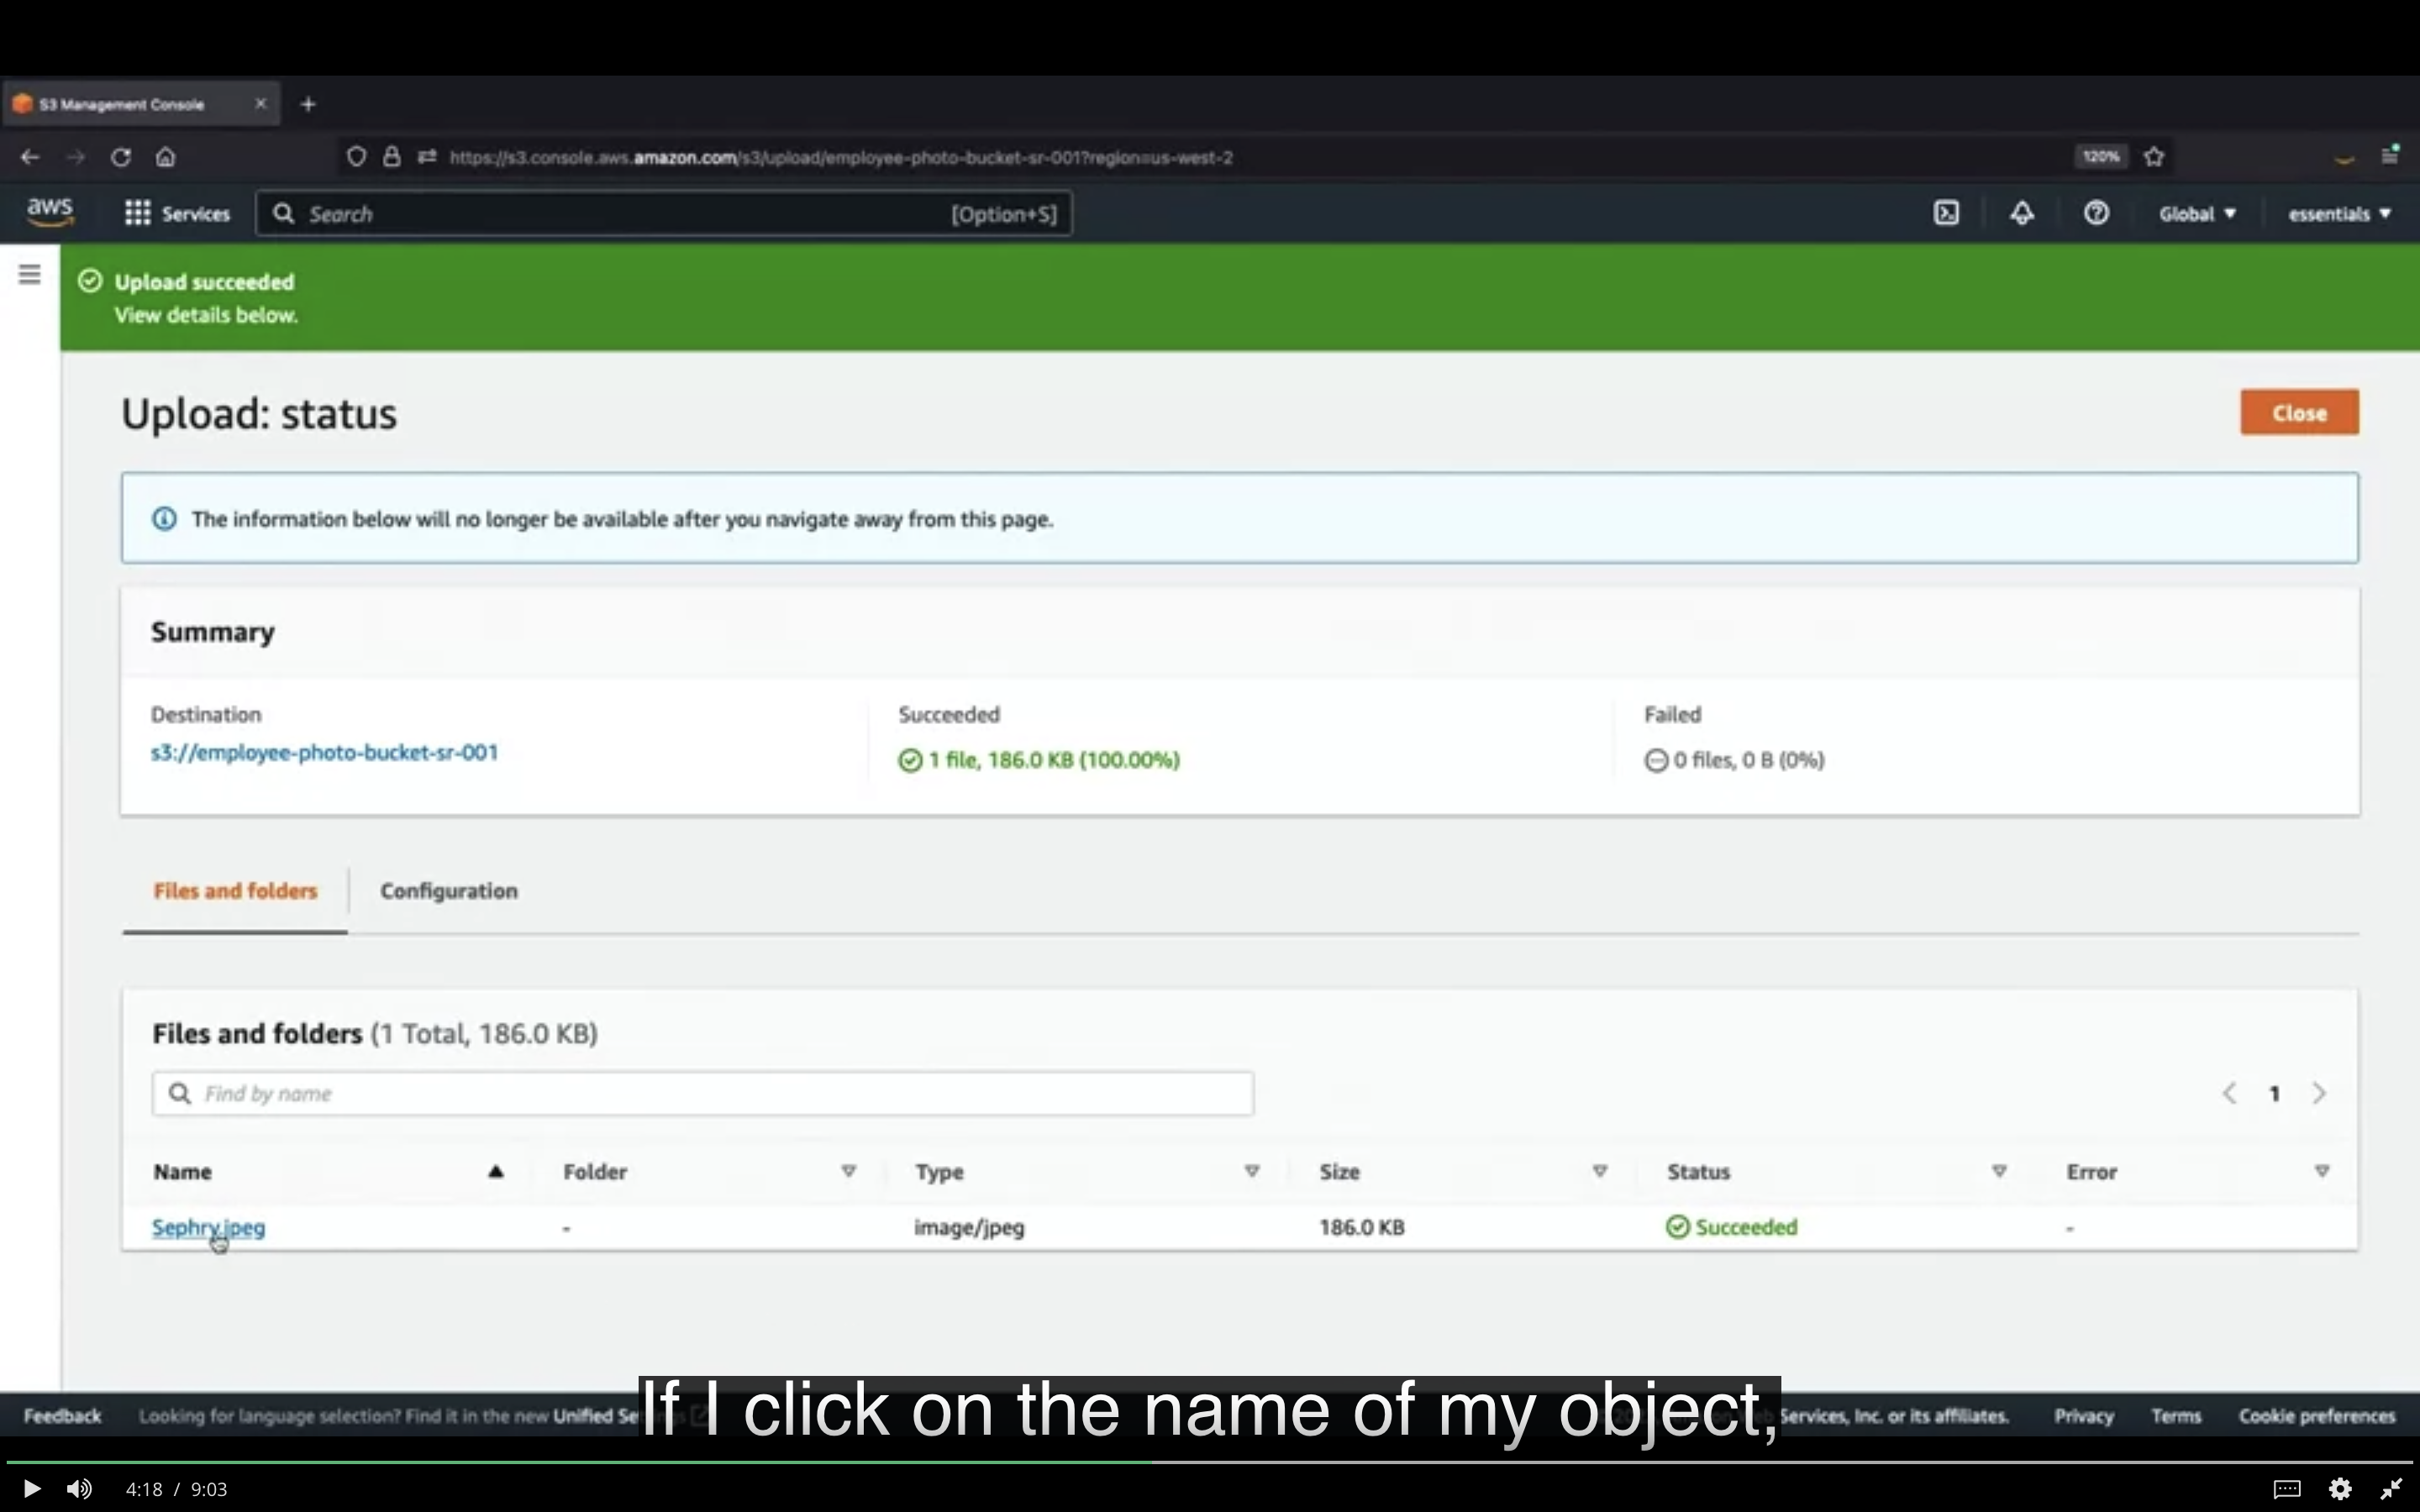 S3 Management Console
https://s3.console.aws.amazon.com/s3/upload/employee-photo-bucket-sr-001?region=us-west-2
120%
aws
Services
Search
[Option+S]
Global
essentials
Upload succeeded
View details below.
Upload: status
Close
The information below will no longer be available after you navigate away from this page.
Summary
Destination
s3://employee-photo-bucket-sr-001
Succeeded
1 file, 186.0 KB (100.00%)
Failed
0 files, 0 B (0%)
Files and folders
Configuration
Files and folders (1 Total, 186.0 KB)
Find by name
1
Name Folder Type Size Status Error
Sephry.jpeg - image/jpeg 186.0 KB Succeeded -
If I click on the name of my object,
Feedback
Looking for language selection? Find it in the new Unified
Services, Inc. or its affiliates.
Privacy
Terms
Cookie preferences
4:18 / 9:03